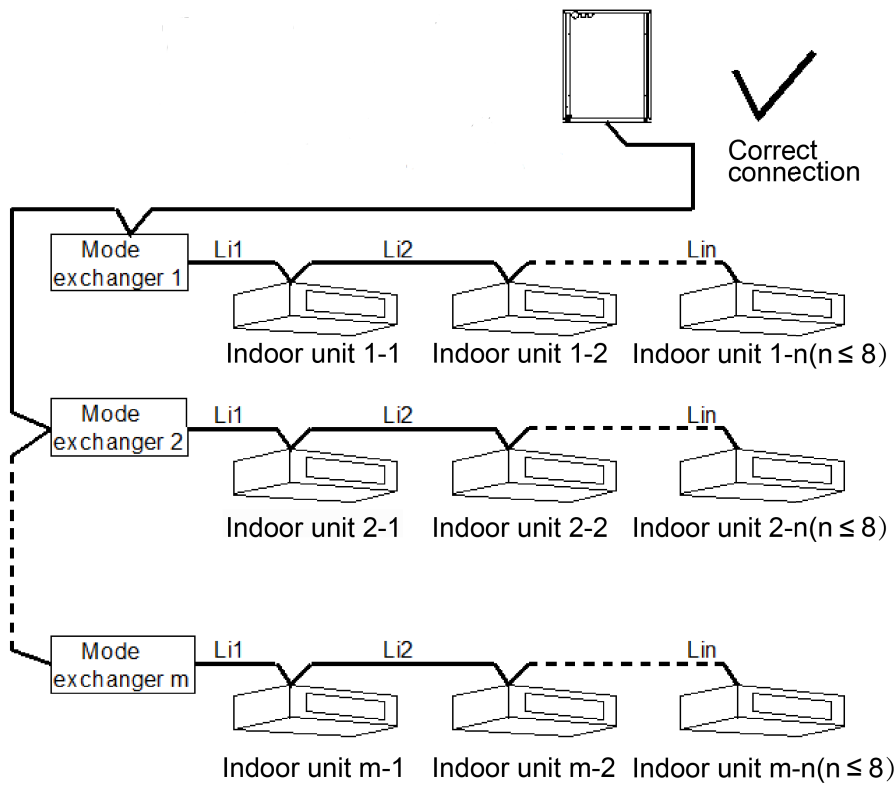 Correct
connection
Mode
exchanger 1
Li1
Li2
Lin
Indoor unit 1-1
Indoor unit 1-2
Indoor unit 1-n(n ≤ 8）
Mode
exchanger 2
Li1
Li2
Lin
Indoor unit 2-1
Indoor unit 2-2
Indoor unit 2-n(n ≤ 8）
Mode
exchanger m
Li1
Li2
Lin
Indoor unit m-1
Indoor unit m-2
Indoor unit m-n(n ≤ 8）